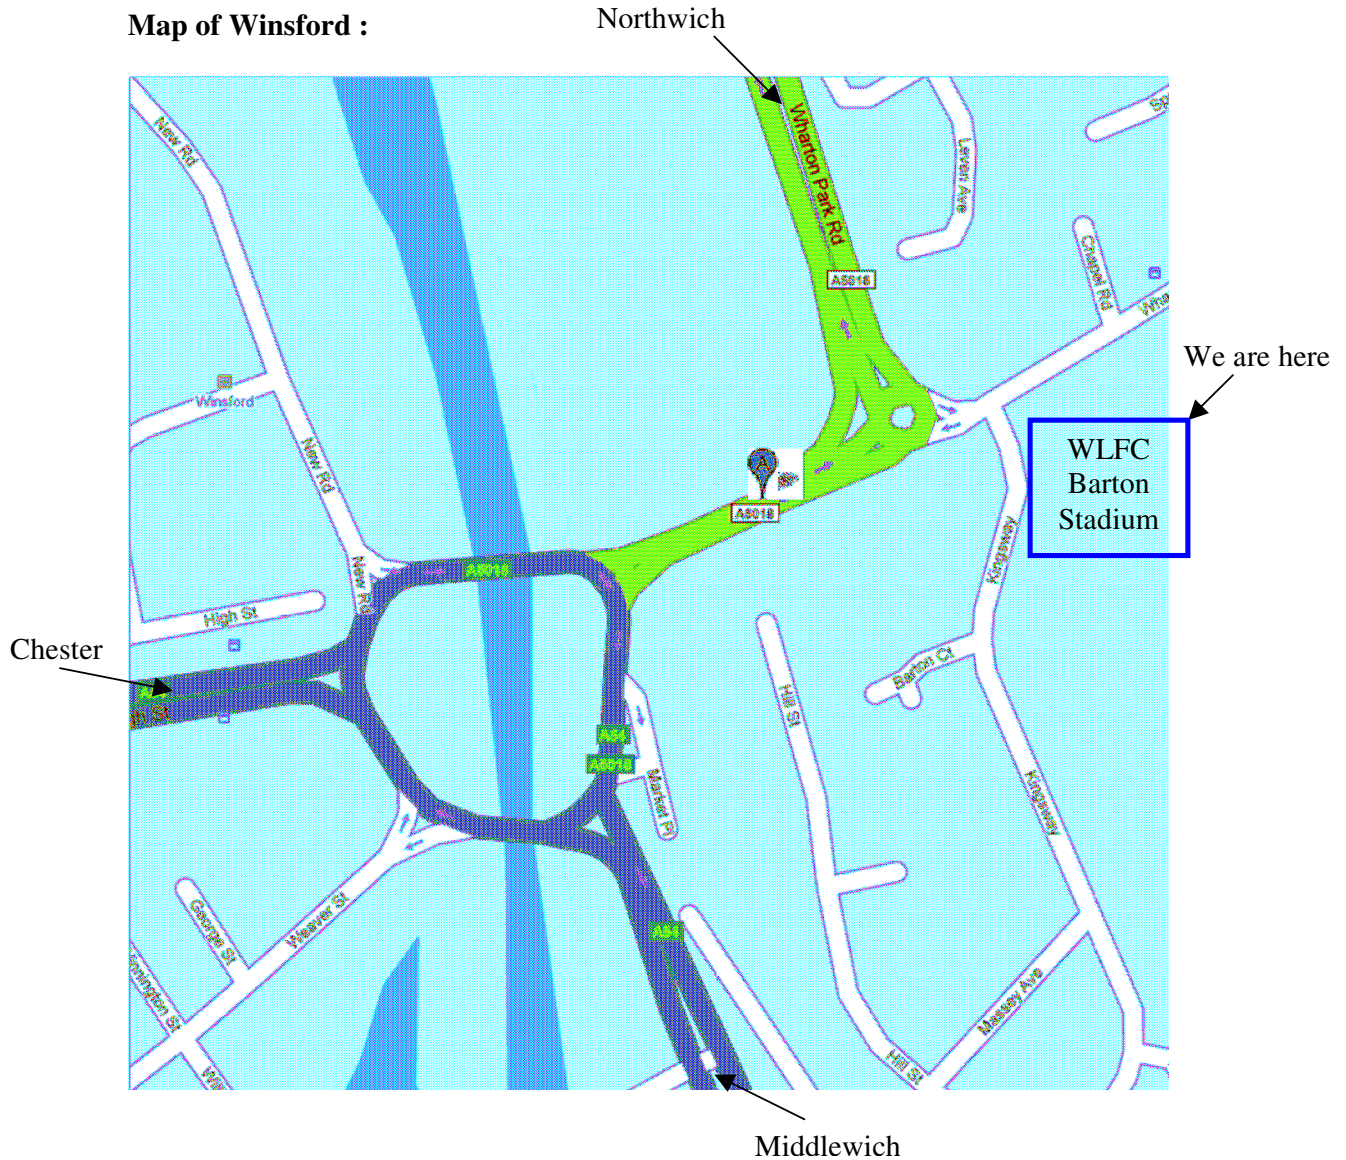 Map of Winsford :
Northwich
New Rd
Wharton Park Rd
Leven Ave
Chapel Rd
A5018
We are here
Winsford
WLFC
Barton
Stadium
New Rd
A
A5018
Kingsway
A5018
New Rd
High St
Chester
Barton Ct
Hill St
A54
A5018
Market Pl
Kingsway
George St
Weaver St
A54
Massey Ave
Hill St
Middlewich